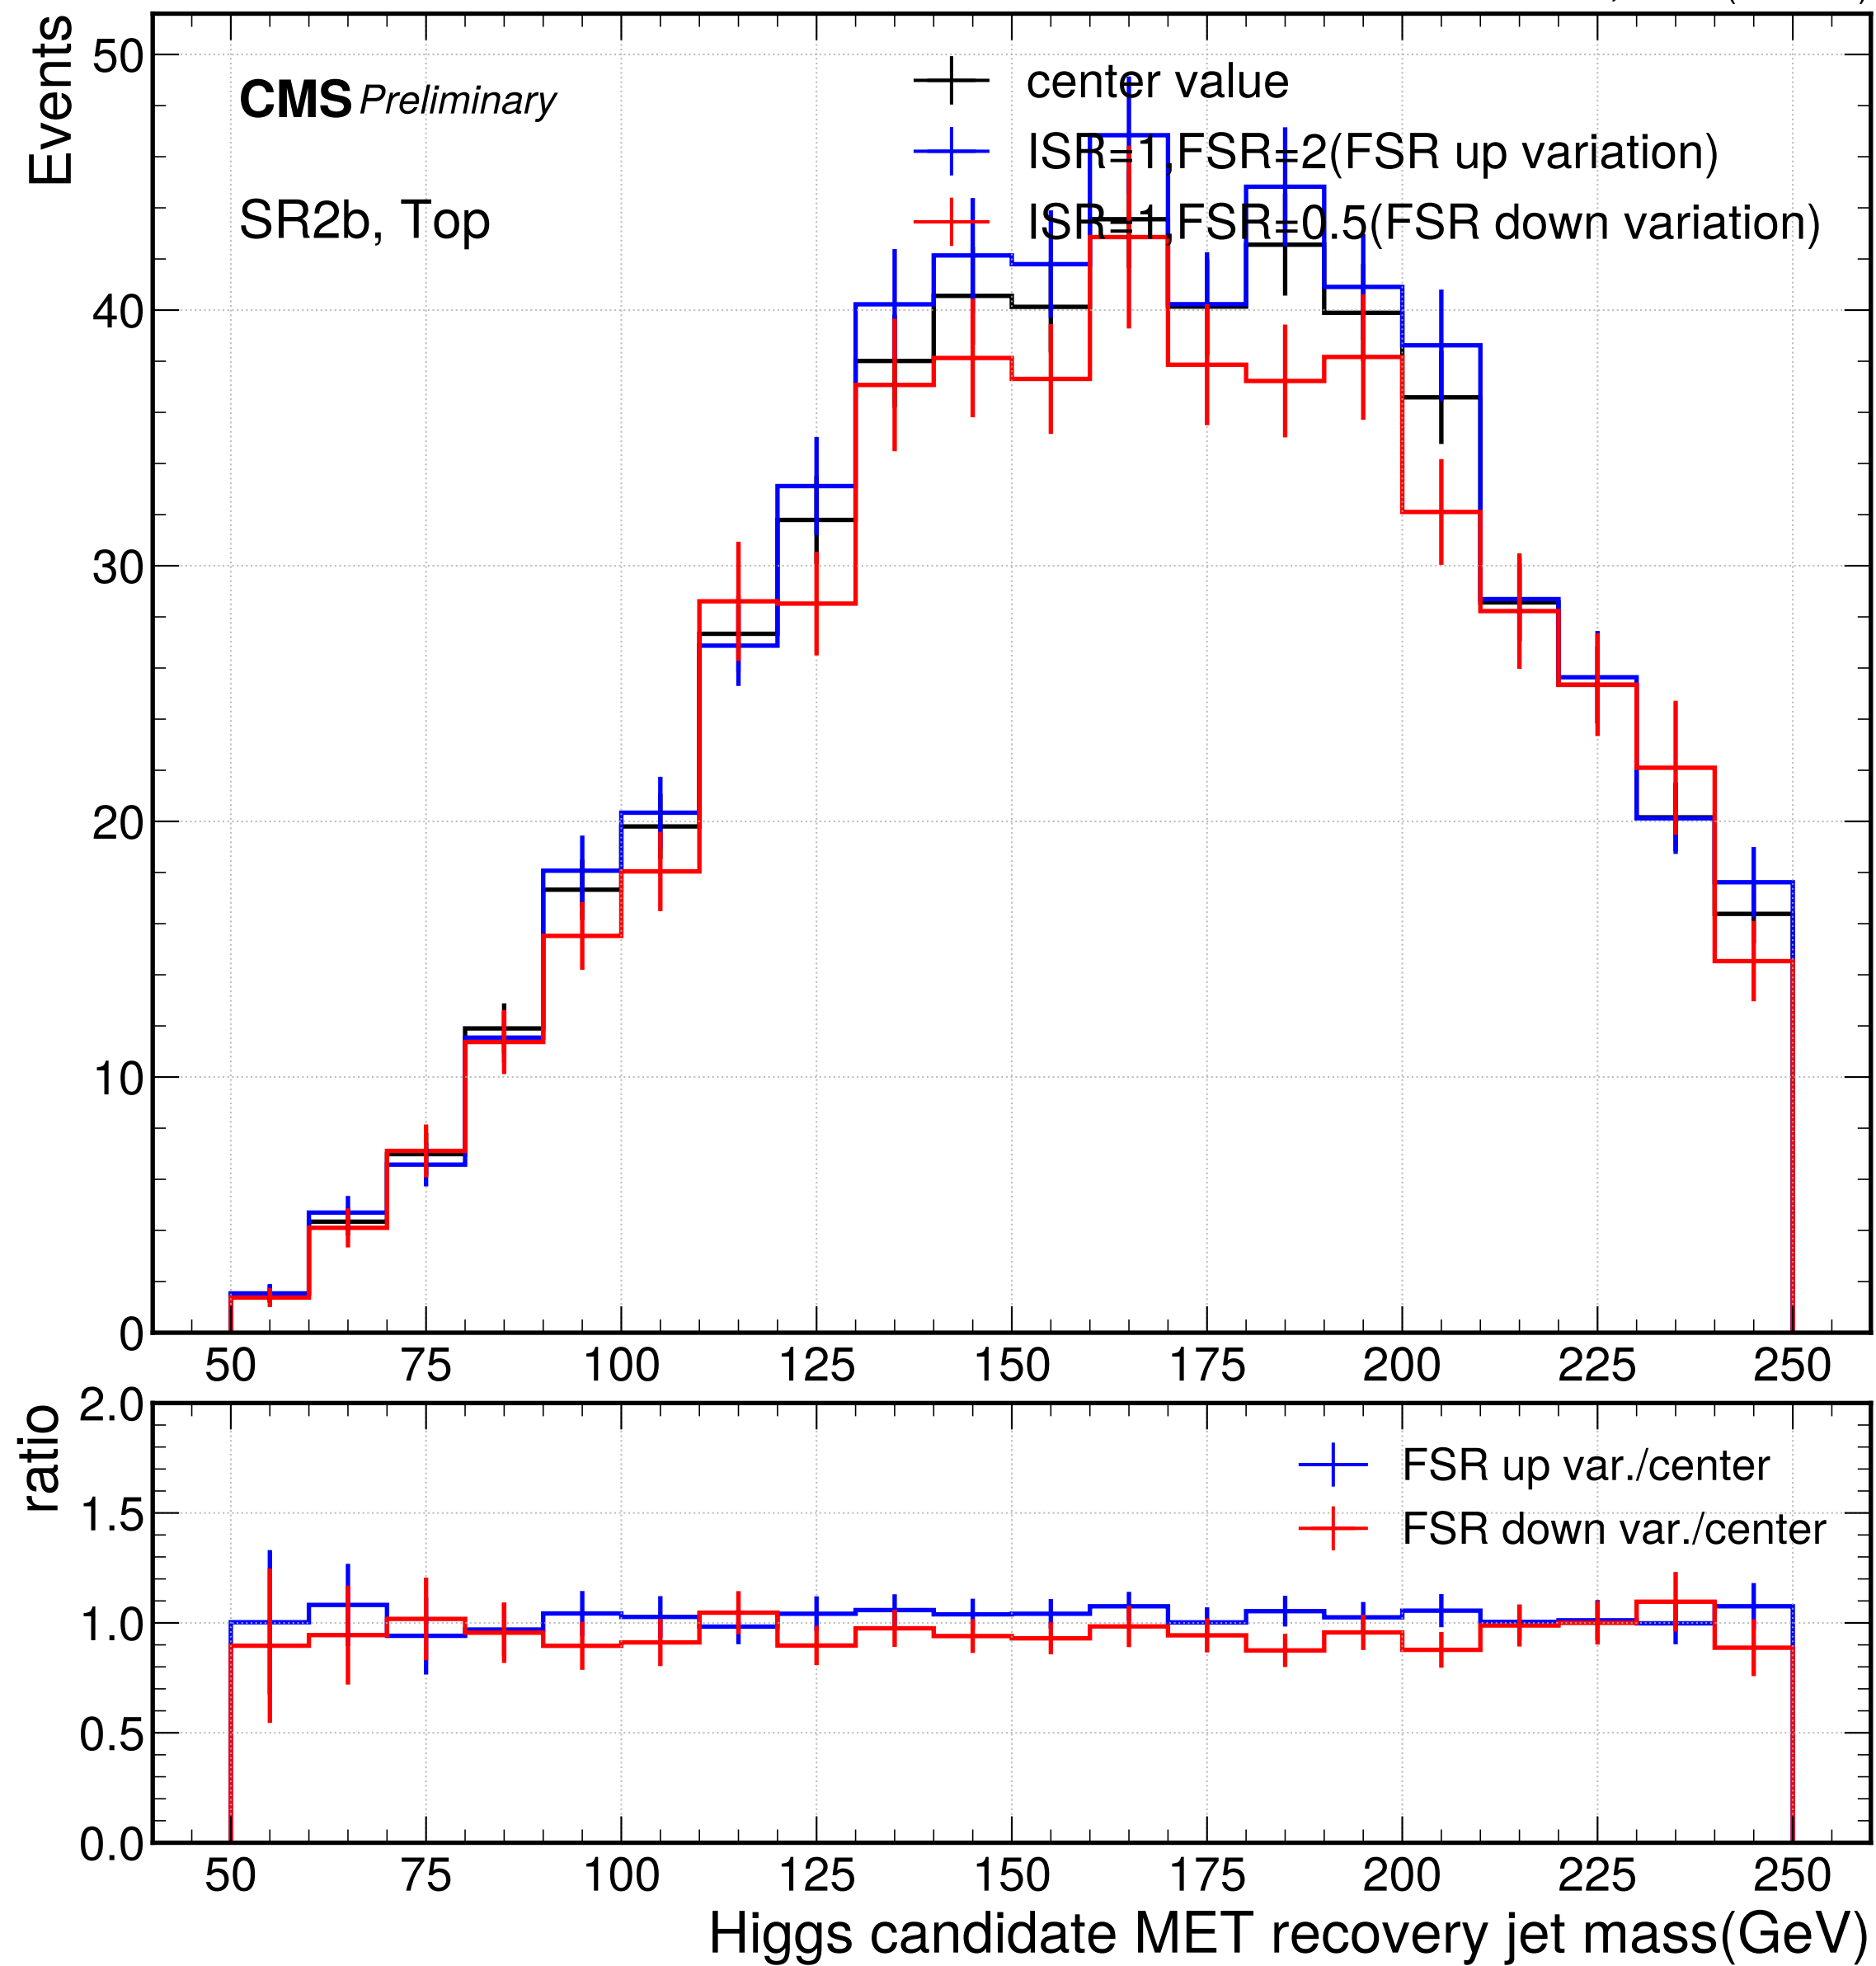 Events
50
40
30
20
10
0
CMS Preliminary
SR2b, Top
center value
ISR=1,FSR=2(FSR up variation)
ISR=1,FSR=0.5(FSR down variation)
50 75 100 125 150 175 200 225 250
ratio
2.0
1.5
1.0
0.5
0.0
FSR up var./center
FSR down var./center
50 75 100 125 150 175 200 225 250
Higgs candidate MET recovery jet mass(GeV)